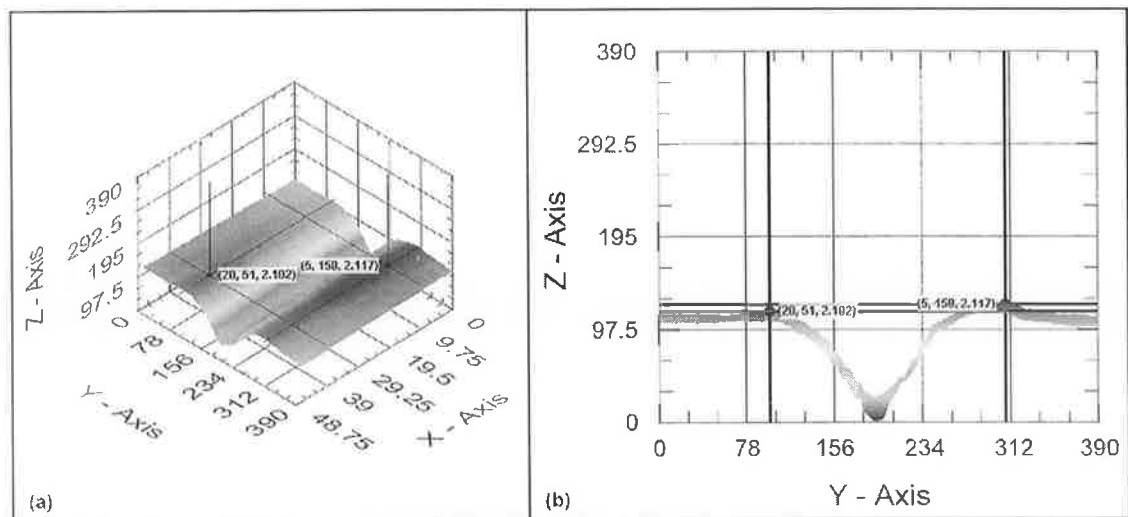 390
292.5
195
97.5
0
Z - Axis
(20, 51, 2.102)
(5, 158, 2.117)
0
78
156
234
312
390
Y - Axis
0
9.75
19.5
29.25
39
48.75
X - Axis
(a)
390
292.5
195
97.5
0
Z - Axis
(5, 158, 2.117)
(20, 51, 2.102)
0
78
156
234
312
390
Y - Axis
(b)